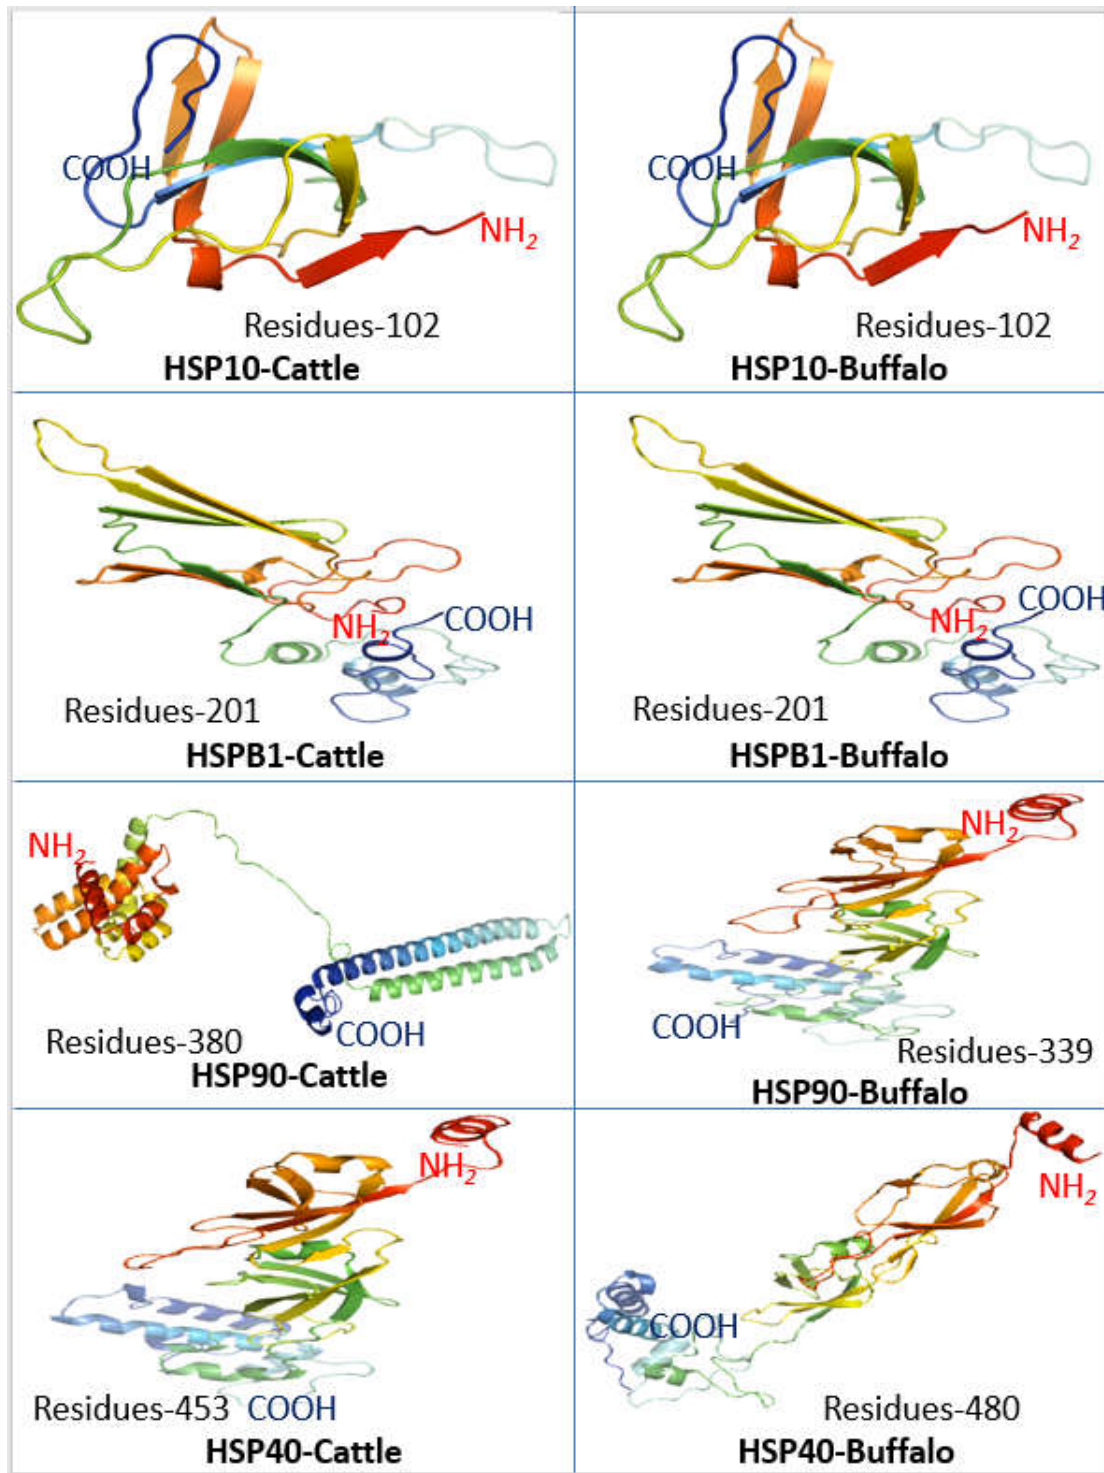 COOH
NH2
Residues-102
HSP10-Cattle
COOH
NH2
Residues-102
HSP10-Buffalo
NH2
COOH
Residues-201
HSPB1-Cattle
COOH
NH2
Residues-201
HSPB1-Buffalo
NH2
Residues-380
COOH
HSP90-Cattle
NH2
COOH
Residues-339
HSP90-Buffalo
NH2
Residues-453 COOH
HSP40-Cattle
NH2
COOH
Residues-480
HSP40-Buffalo